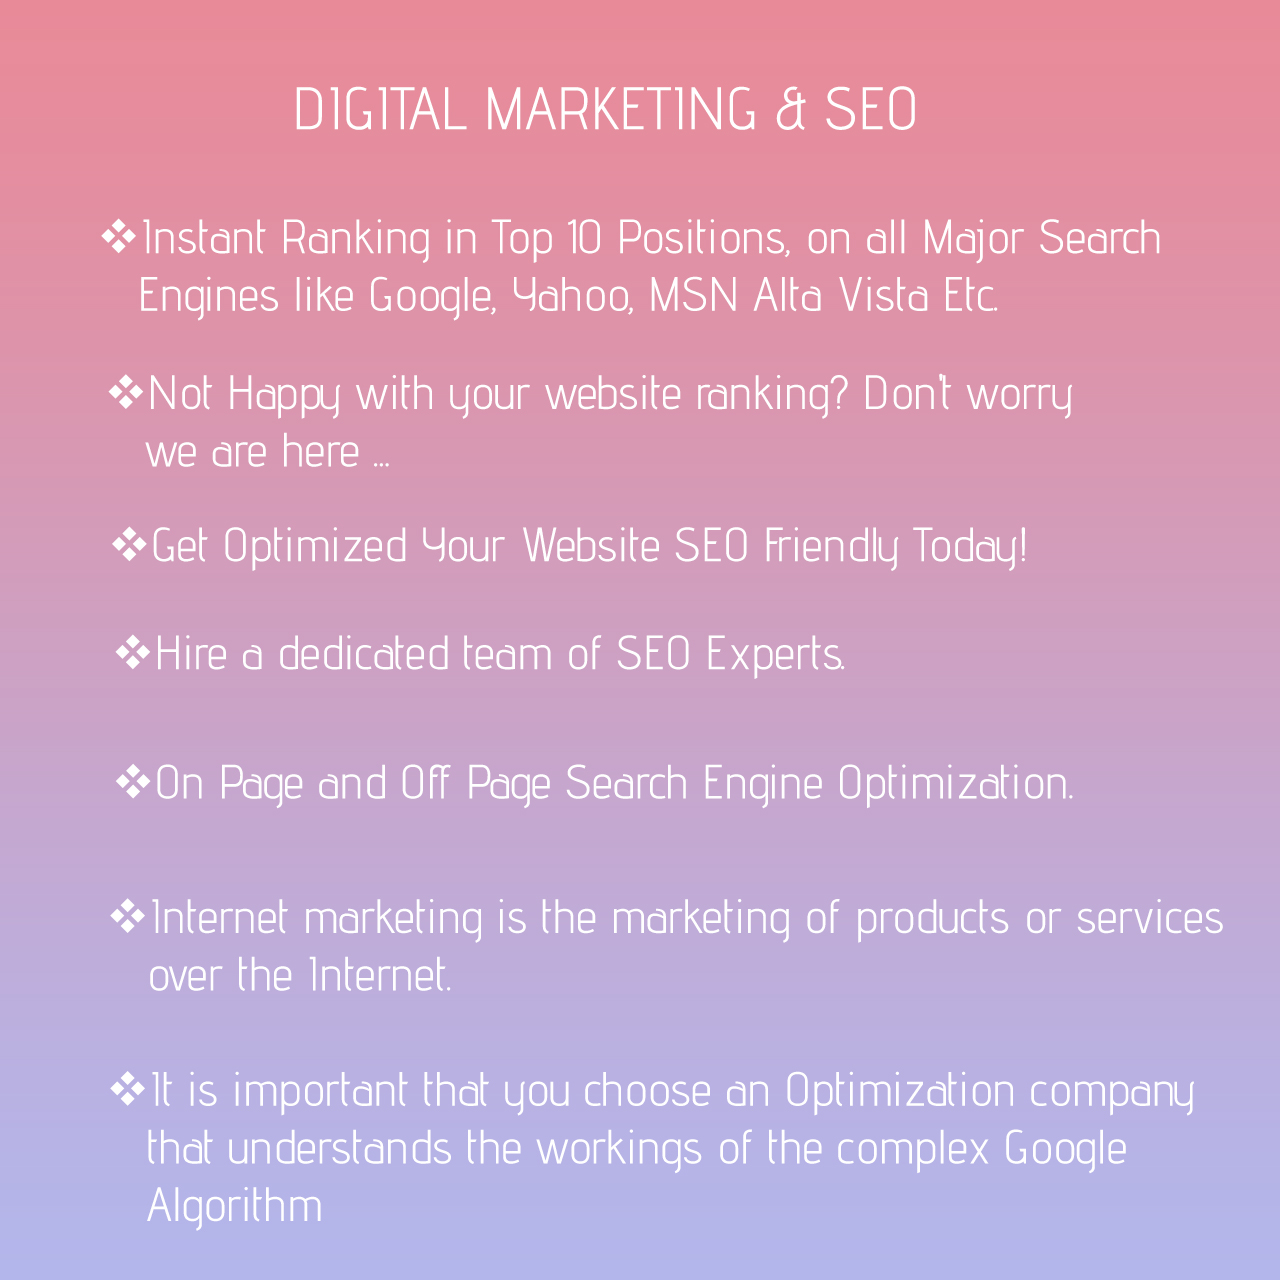 DIGITAL MARKETING & SEO
❖Instant Ranking in Top 10 Positions, on all Major Search
Engines like Google, Yahoo, MSN Alta Vista Etc.
❖Not Happy with your website ranking? Don't worry
we are here ...
❖Get Optimized Your Website SEO Friendly Today!
❖Hire a dedicated team of SEO Experts.
❖On Page and Off Page Search Engine Optimization.
❖Internet marketing is the marketing of products or services
over the Internet.
❖It is important that you choose an Optimization company
that understands the workings of the complex Google
Algorithm